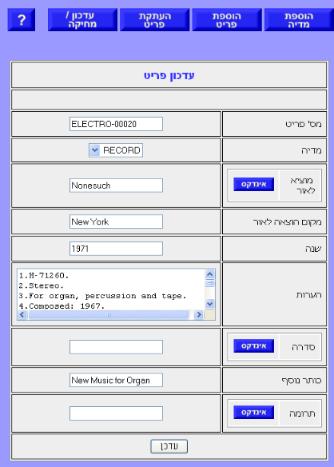 הוספת מדיה
הוספת פריט
העתקת פריט
עדכון / מחיקה
?
עדכון פריט
מס' פריט ELECTRO-00020
מדיה RECORD
מוציא לאור אינדקס Nonesuch
מקום הוצאה לאור New York
שנה 1971
הערות
1.H-71260.
2.Stereo.
3.For organ, percussion and tape.
4.Composed: 1967.
סדרה אינדקס
כותר נוסף New Music for Organ
תרומה אינדקס
עדכן